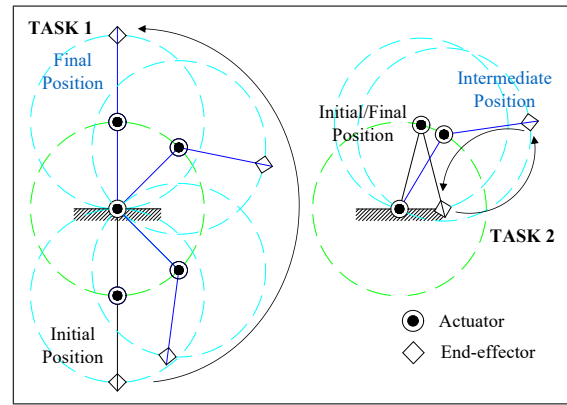 TASK 1
Final
Position
Initial
Position
Initial/Final
Position
Intermediate
Position
TASK 2
Actuator
End-effector